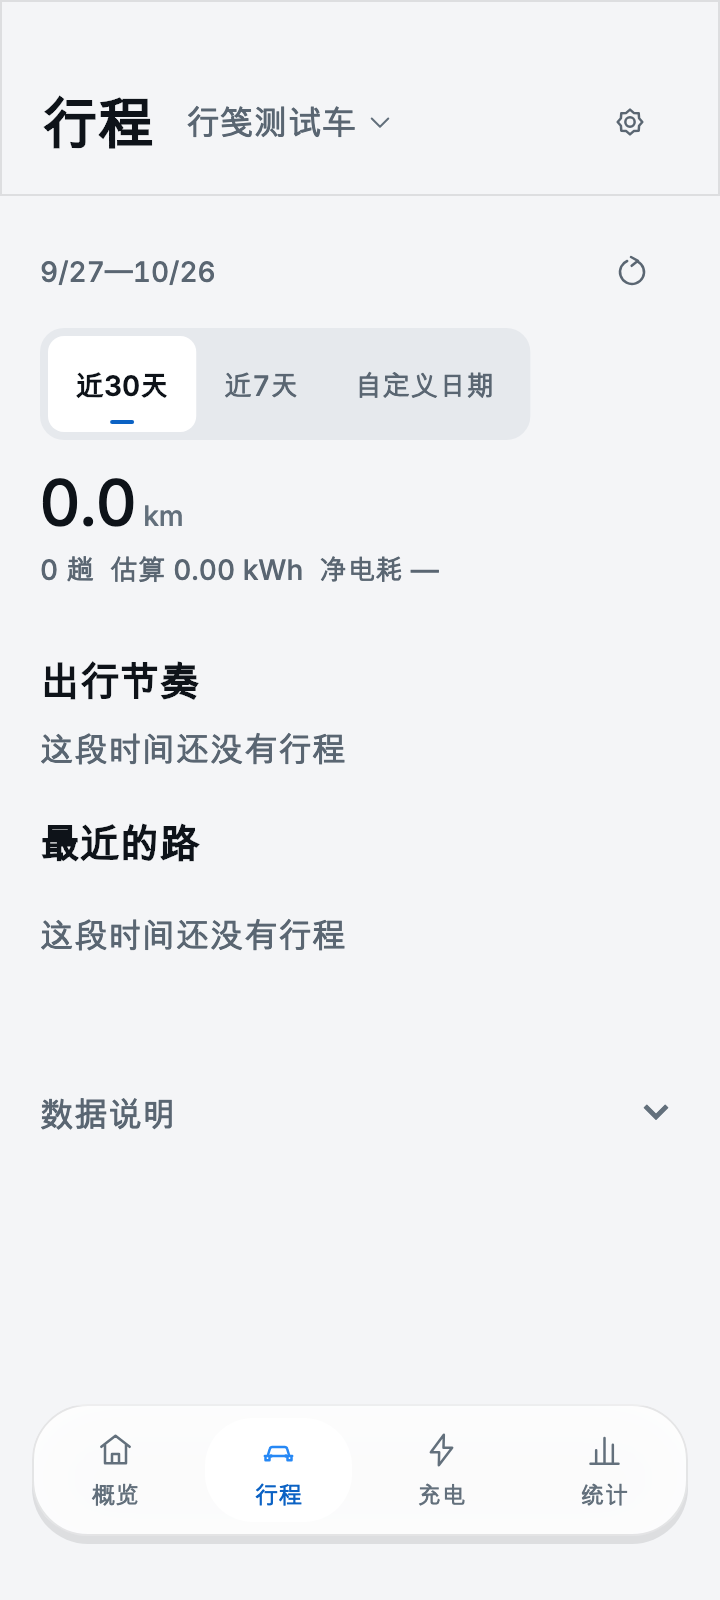 行程 行笺测试车
9/27—10/26
近30天 近7天 自定义日期
0.0 km
0 趟 估算 0.00 kWh 净电耗 —
出行节奏
这段时间还没有行程
最近的路
这段时间还没有行程
数据说明
概览 行程 充电 统计